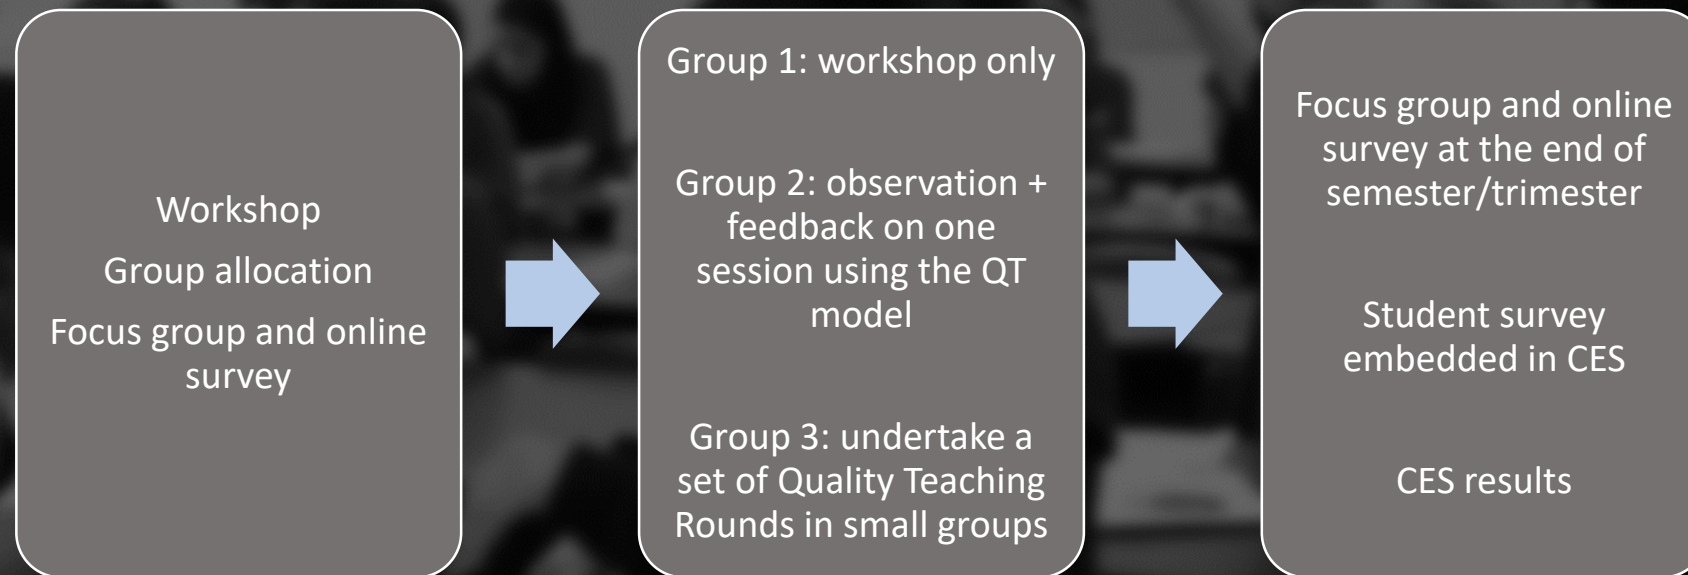 Workshop
Group allocation
Focus group and online
survey
Group 1: workshop only
Group 2: observation +
feedback on one
session using the QT
model
Group 3: undertake a
set of Quality Teaching
Rounds in small groups
Focus group and online
survey at the end of
semester/trimester
Student survey
embedded in CES
CES results